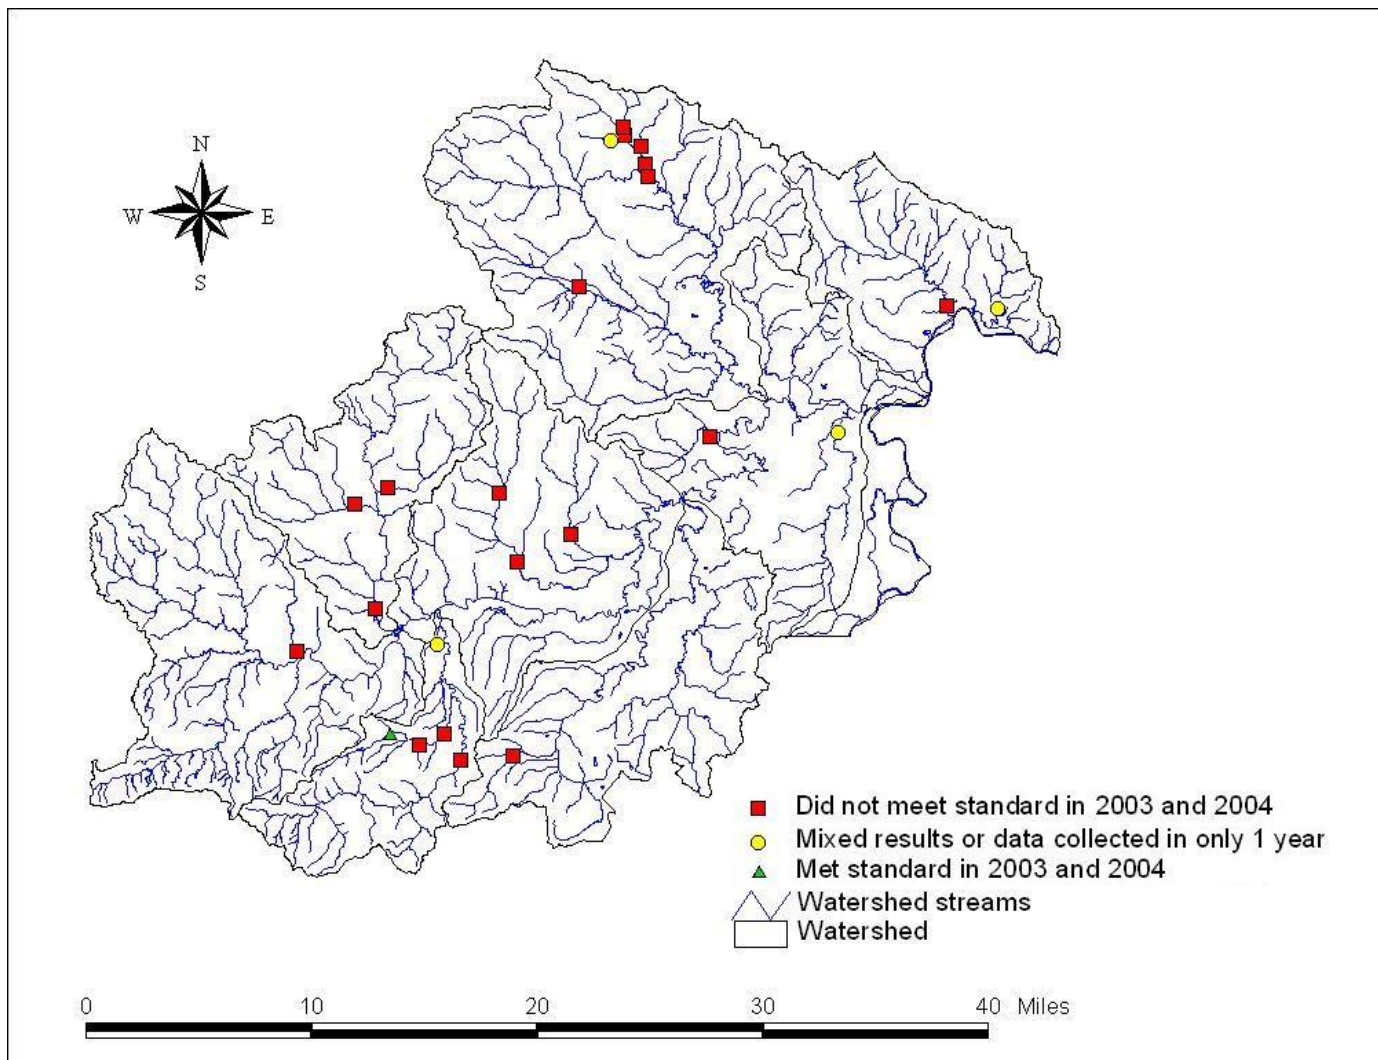 N
W E
S
Did not meet standard in 2003 and 2004
Mixed results or data collected in only 1 year
Met standard in 2003 and 2004
Watershed streams
Watershed
0 10 20 30 40 Miles